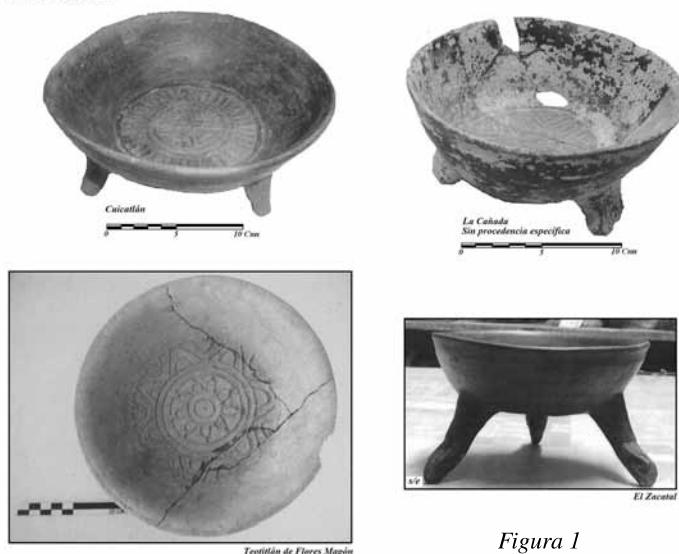 Cuicatlán
0 5 10 Cms
La Cañada
Sin procedencia específica
0 5 10 Cms
Teotitlán de Flores Magón
s/e
El Zacatal
Figura 1